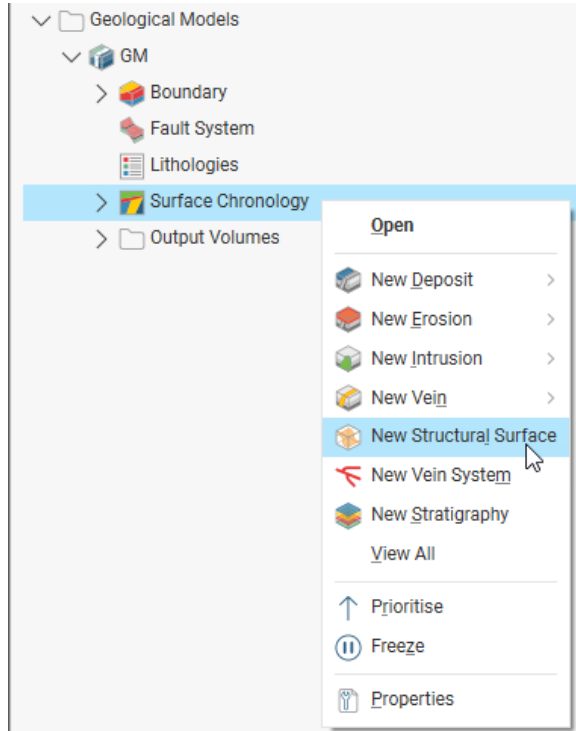 Geological Models
GM
Boundary
Fault System
Lithologies
Surface Chronology
Output Volumes
Open
New Deposit
New Erosion
New Intrusion
New Vein
New Structural Surface
New Vein System
New Stratigraphy
View All
Prioritise
Freeze
Properties